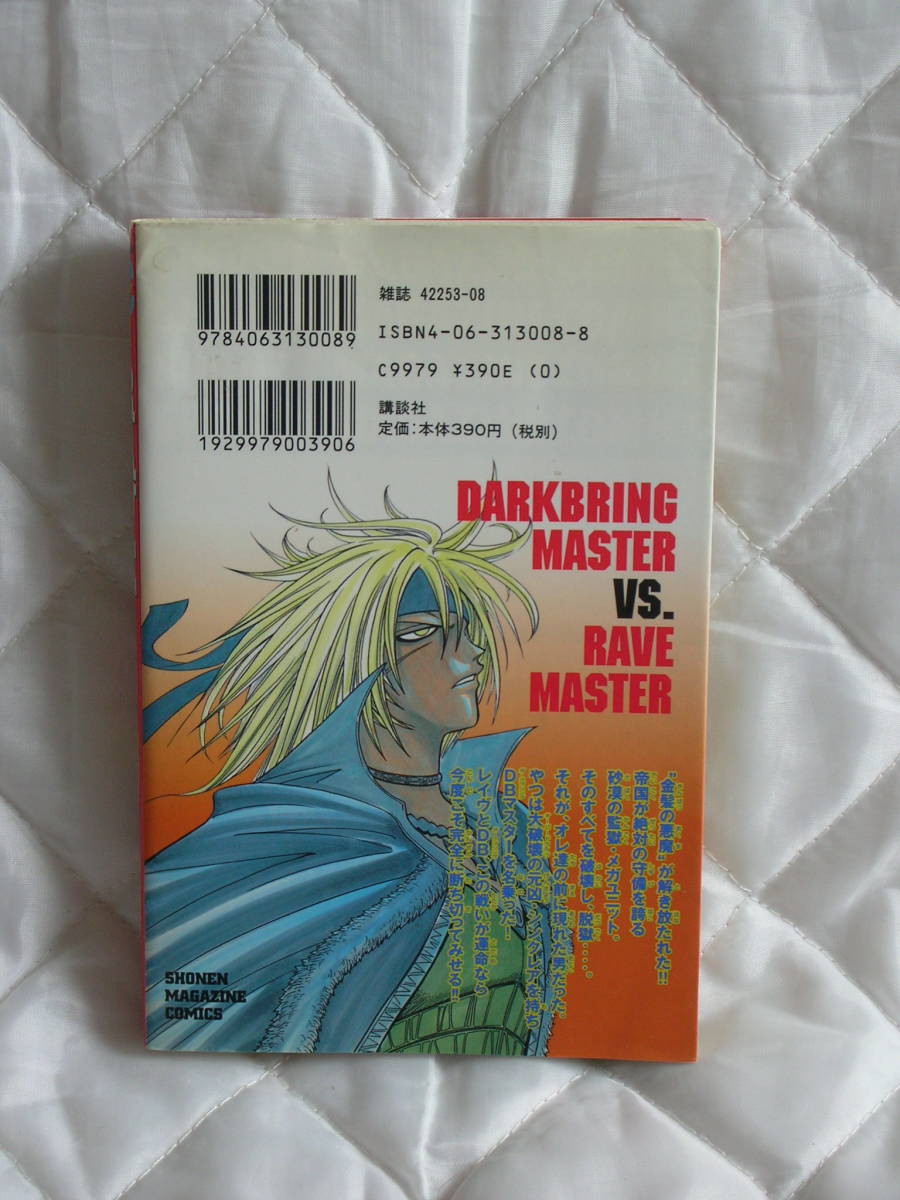 9784063130089
雑誌 42253-08
ISBN4-06-313008-8
C9979 ¥390E (0)
1929979003906
講談社
定価:本体390円(税別)
DARKBRING
MASTER
VS.
RAVE
MASTER
"金髪の悪魔"が解き放たれた!!
帝国が絶対の守備を誇る
砂漠の監獄・メガユニット。
そのすべてを破壊し、脱獄……。
それが、オレ達の前に現れた男だった。
やつは大破壊の元凶・シンクレアを持つ
DBマスターを名乗った!
レイヴとDB、この戦いが運命なら
今度こそ完全に断ち切ってみせる!!
SHONEN
MAGAZINE
COMICS